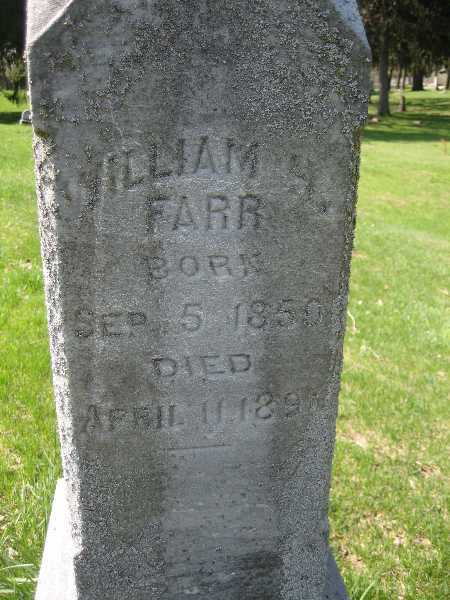 WILLIAM H.
FARR
BORN
SEP. 5 1850
DIED
APRIL 11,